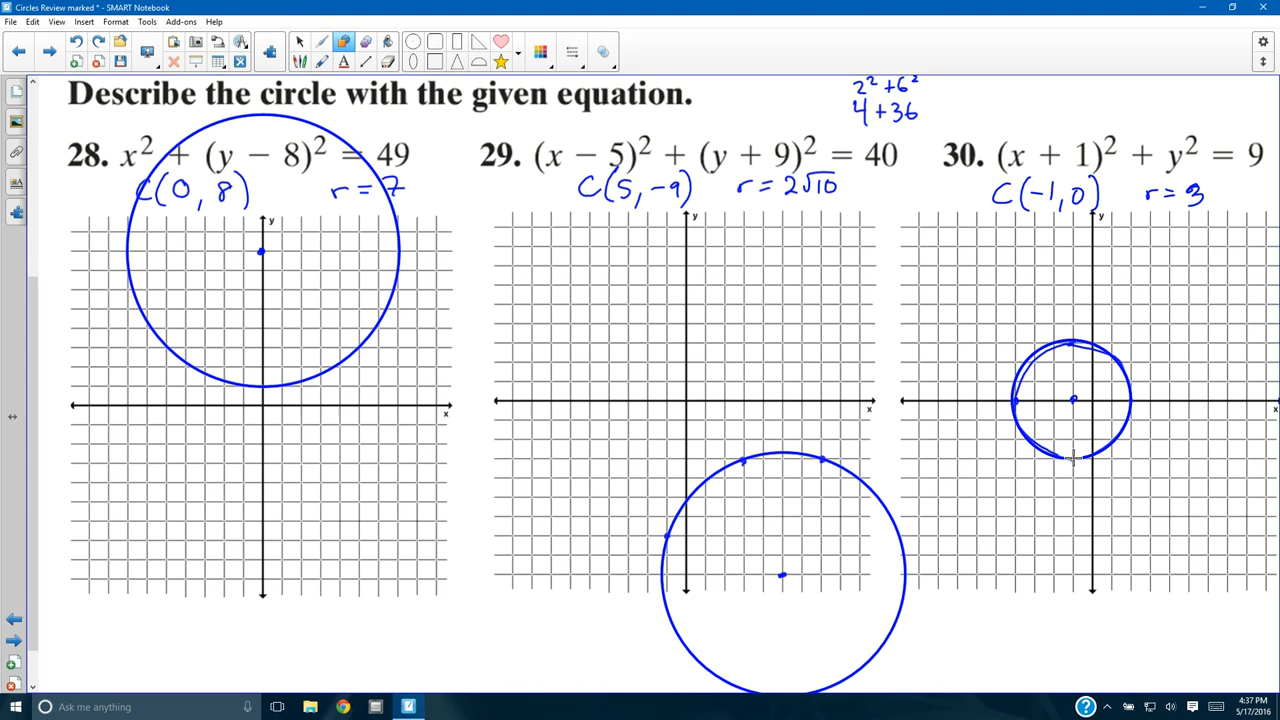 Circles Review marked * - SMART Notebook
File Edit View Insert Format Tools Add-ons Help
Describe the circle with the given equation.
2² + 6²
4 + 36
28. x² + (y − 8)² = 49
C(0, 8) r = 7
29. (x − 5)² + (y + 9)² = 40
C(5, -9) r = 2√10
30. (x + 1)² + y² = 9
C(-1, 0) r = 3
y
x
y
x
y
x
Ask me anything
4:37 PM
5/17/2016